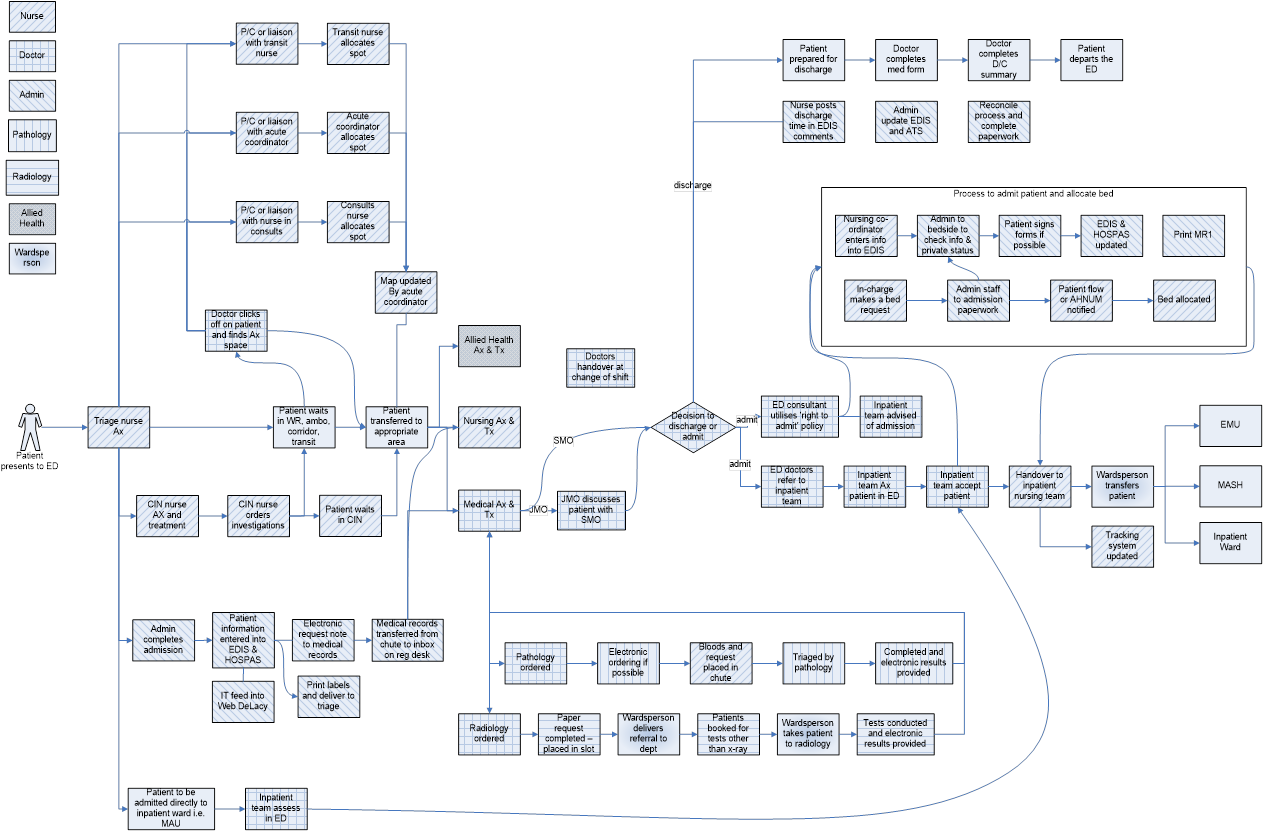 Nurse
Doctor
Admin
Pathology
Radiology
Allied
Health
Wardspe
rson
P/C or liaison
with transit
nurse
Transit nurse
allocates
spot
P/C or liaison
with acute
coordinator
Acute
coordinator
allocates
spot
P/C or liaison
with nurse in
consults
Consults
nurse
allocates
spot
Map updated
By acute
coordinator
Doctor clicks
off on patient
and finds Ax
space
Patient
presents to ED
Triage nurse
Ax
Patient waits
in WR, ambo,
corridor,
transit
Patient
transferred to
appropriate
area
Allied Health
Ax & Tx
Nursing Ax &
Tx
Medical Ax &
Tx
CIN nurse
AX and
treatment
CIN nurse
orders
investigations
Patient waits
in CIN
Admin
completes
admission
Patient
information
entered into
EDIS &
HOSPAS
Electronic
request note
to medical
records
Medical records
transferred from
chute to inbox
on reg desk
IT feed into
Web DeLacy
Print labels
and deliver to
triage
Patient to be
admitted directly to
inpatient ward i.e.
MAU
Inpatient
team assess
in ED
Doctors
handover at
change of shift
SMO
JMO
JMO discusses
patient with
SMO
Decision to
discharge or
admit
discharge
admit
admit
Patient
prepared for
discharge
Doctor
completes
med form
Doctor
completes
D/C
summary
Patient
departs the
ED
Nurse posts
discharge
time in EDIS
comments
Admin
update EDIS
and ATS
Reconcile
process and
complete
paperwork
Process to admit patient and allocate bed
Nursing co-
ordinator
enters info
into EDIS
Admin to
bedside to
check info &
private status
Patient signs
forms if
possible
EDIS &
HOSPAS
updated
Print MR1
In-charge
makes a bed
request
Admin staff
to admission
paperwork
Patient flow
or AHNUM
notified
Bed allocated
ED consultant
utilises 'right to
admit' policy
Inpatient
team advised
of admission
ED doctors
refer to
inpatient
team
Inpatient
team Ax
patient in ED
Inpatient
team accept
patient
Handover to
inpatient
nursing team
Wardsperson
transfers
patient
Tracking
system
updated
EMU
MASH
Inpatient
Ward
Pathology
ordered
Electronic
ordering if
possible
Bloods and
request
placed in
chute
Triaged by
pathology
Completed and
electronic results
provided
Radiology
ordered
Paper
request
completed –
placed in slot
Wardsperson
delivers
referral to
dept
Patients
booked for
tests other
than x-ray
Wardsperson
takes patient
to radiology
Tests conducted
and electronic
results provided